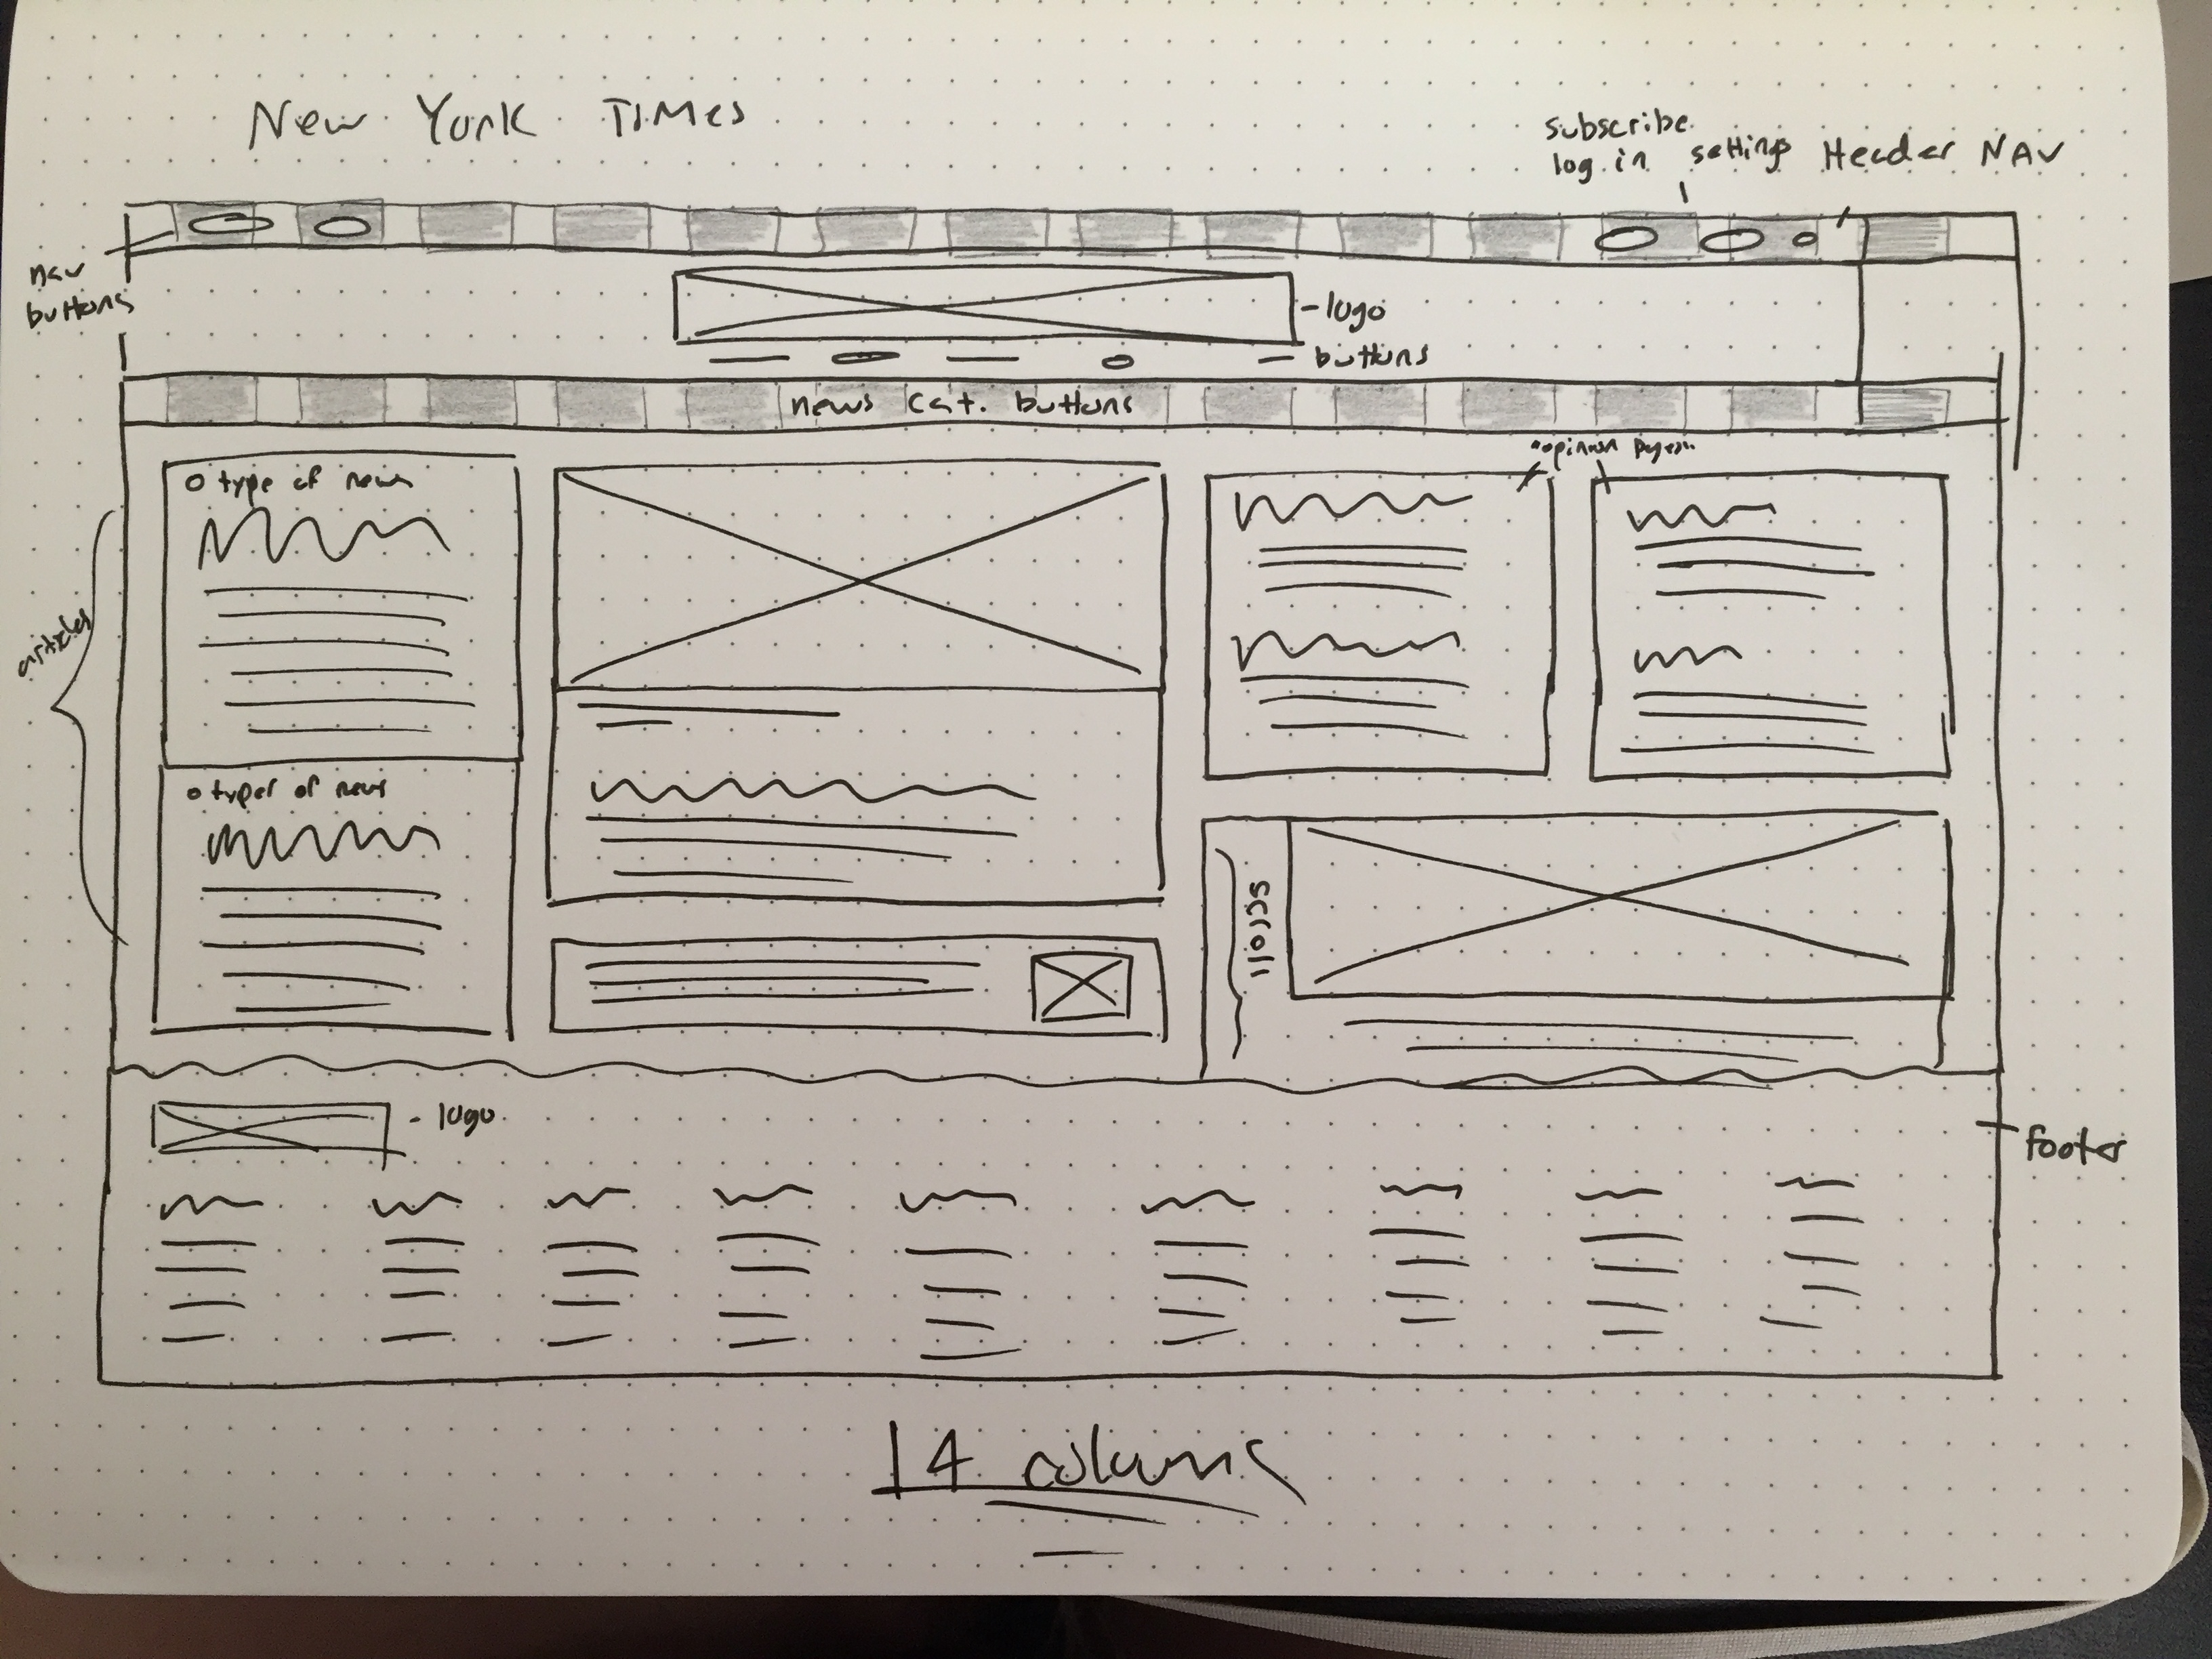 New York Times
subscribe
log in
settings
Header NAV
nav
buttons
- logo
buttons
news cat. buttons
"opinion pages"
o type of news
articles
o types of news
scroll
- logo
footer
14 columns